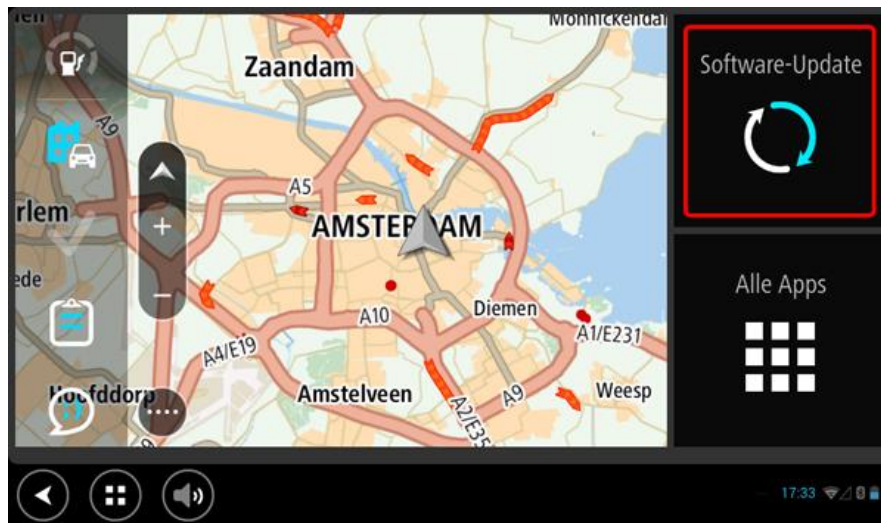 Monnickendar
Zaandam
Software-Update
A9
A5
rlem
AMSTERDAM
ede
Alle Apps
Diemen
A10
A1/E231
A4/E19
Hoofddorp
Amstelveen
A9
Weesp
A2/E35
17:33